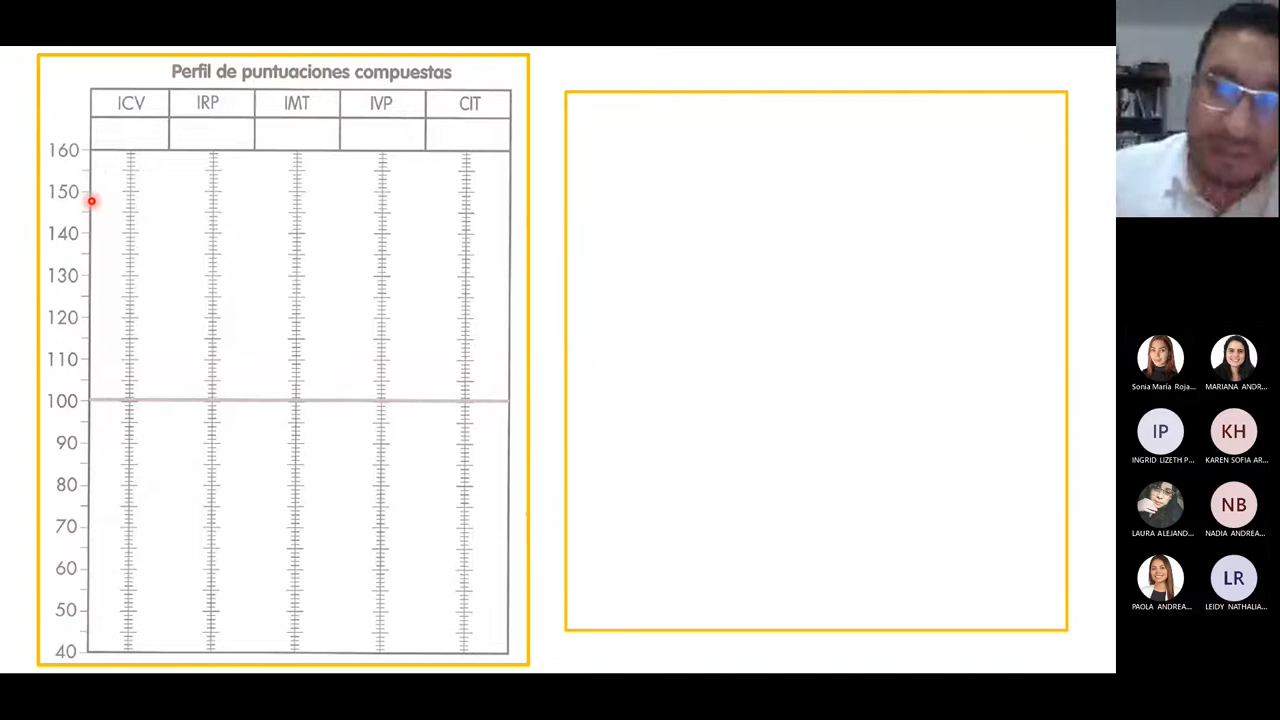 Perfil de puntuaciones compuestas
ICV IRP IMT IVP CIT
160
150
140
130
120
110
100
90
80
70
60
50
40
Sonia María Roja...
MARIANA ANDR...
IP
KH
INGRID LIZETH P...
KAREN SOFIA AR...
NB
LAURA ALEJAND...
NADIA ANDREA...
LR
PAOLA ANDREA...
LEIDY NATHALIA...